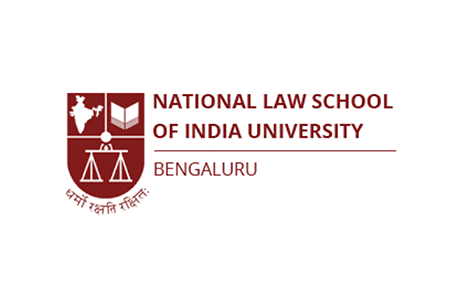 NATIONAL LAW SCHOOL
OF INDIA UNIVERSITY
BENGALURU
धर्मो रक्षति रक्षितः